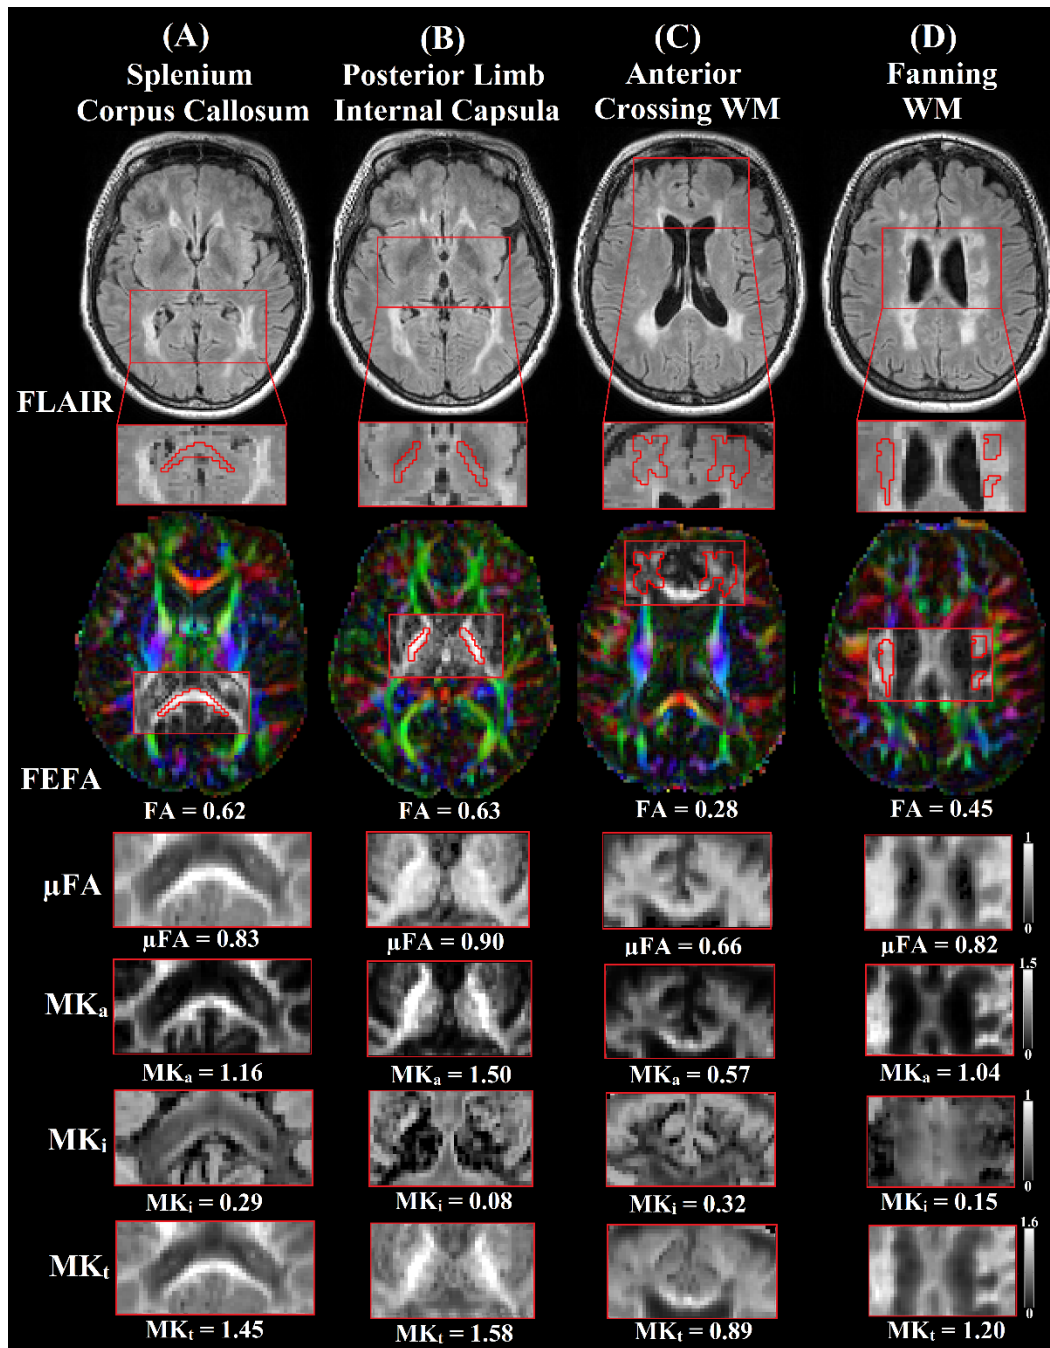 (A)
Splenium
Corpus Callosum
(B)
Posterior Limb
Internal Capsula
(C)
Anterior
Crossing WM
(D)
Fanning
WM
FLAIR
FEFA
FA = 0.62
FA = 0.63
FA = 0.28
FA = 0.45
μFA
1
0
μFA = 0.83
μFA = 0.90
μFA = 0.66
μFA = 0.82
MKₐ
1.5
0
MKₐ = 1.16
MKₐ = 1.50
MKₐ = 0.57
MKₐ = 1.04
MKᵢ
1
0
MKᵢ = 0.29
MKᵢ = 0.08
MKᵢ = 0.32
MKᵢ = 0.15
MKₜ
1.6
0
MKₜ = 1.45
MKₜ = 1.58
MKₜ = 0.89
MKₜ = 1.20